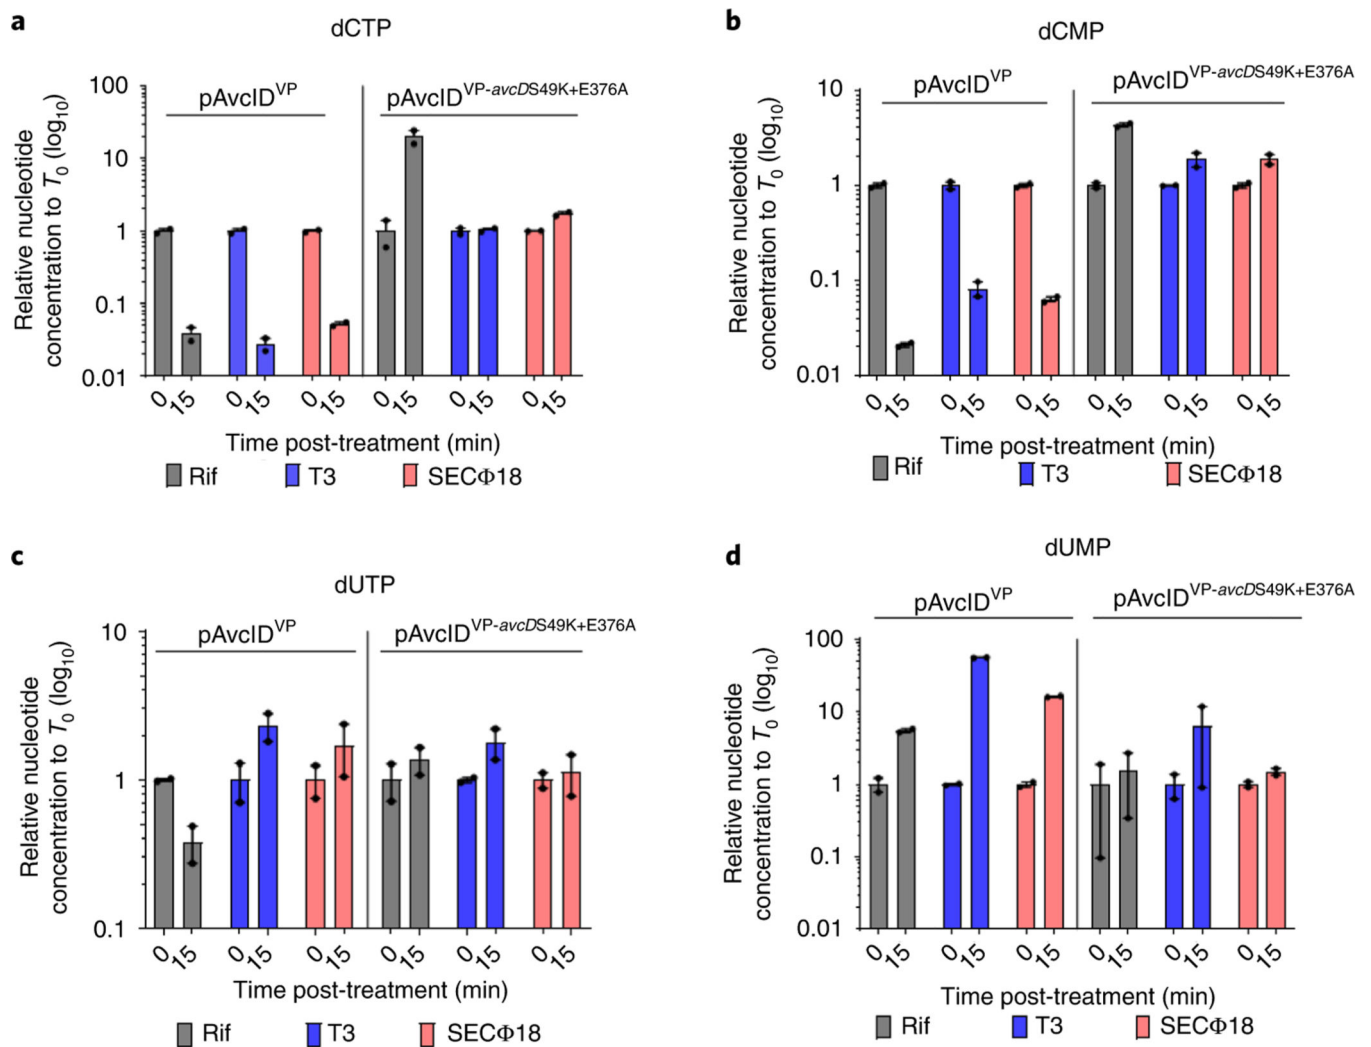 a
dCTP
Relative nucleotide
concentration to T0 (log10)
100
10
1
0.1
0.01
pAvcIDVP
pAvcIDVP-avcDS49K+E376A
0 15 0 15 0 15 0 15 0 15 0 15
Time post-treatment (min)
Rif T3 SECΦ18
b
dCMP
Relative nucleotide
concentration to T0 (log10)
10
1
0.1
0.01
pAvcIDVP
pAvcIDVP-avcDS49K+E376A
0 15 0 15 0 15 0 15 0 15 0 15
Time post-treatment (min)
Rif T3 SECΦ18
c
dUTP
Relative nucleotide
concentration to T0 (log10)
10
1
0.1
pAvcIDVP
pAvcIDVP-avcDS49K+E376A
0 15 0 15 0 15 0 15 0 15 0 15
Time post-treatment (min)
Rif T3 SECΦ18
d
dUMP
Relative nucleotide
concentration to T0 (log10)
100
10
1
0.1
0.01
pAvcIDVP
pAvcIDVP-avcDS49K+E376A
0 15 0 15 0 15 0 15 0 15 0 15
Time post-treatment (min)
Rif T3 SECΦ18